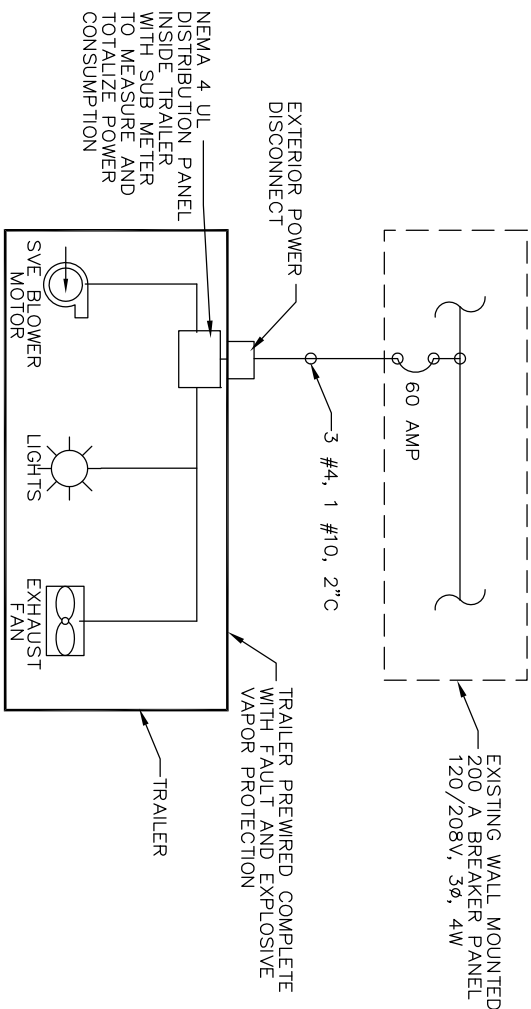 EXISTING WALL MOUNTED
200 A BREAKER PANEL
120/208V, 3Ø, 4W
60 AMP
3 #4, 1 #10, 2"C
EXTERIOR POWER
DISCONNECT
NEMA 4 UL
DISTRIBUTION PANEL
INSIDE TRAILER
WITH SUB METER
TO MEASURE AND
TOTALIZE POWER
CONSUMPTION
TRAILER PREWIRED COMPLETE
WITH FAULT AND EXPLOSIVE
VAPOR PROTECTION
SVE BLOWER
MOTOR
LIGHTS
EXHAUST
FAN
TRAILER